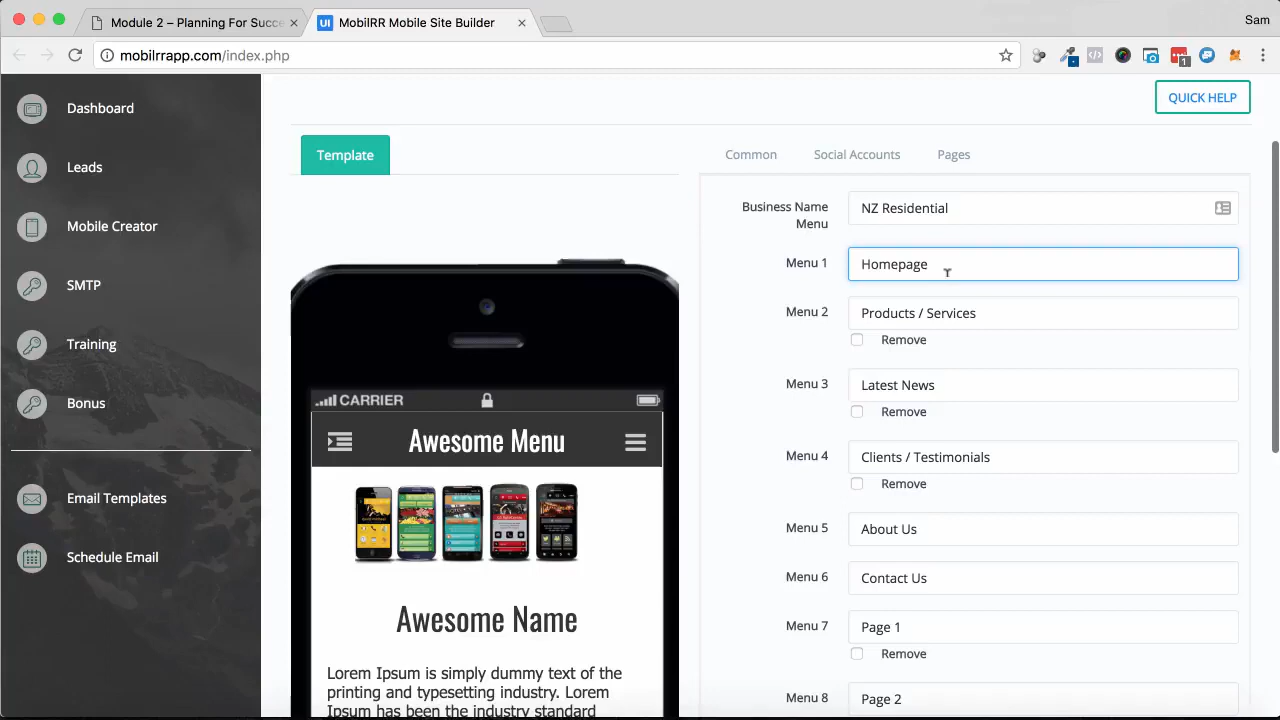 Module 2 – Planning For Succe
UI MobilRR Mobile Site Builder
Sam
mobilrrapp.com/index.php
1
Dashboard
Leads
Mobile Creator
SMTP
Training
Bonus
Email Templates
Schedule Email
QUICK HELP
Template
Common Social Accounts Pages
Business Name Menu
NZ Residential
Menu 1
Homepage
Menu 2
Products / Services
Remove
Menu 3
Latest News
Remove
Menu 4
Clients / Testimonials
Remove
Menu 5
About Us
Menu 6
Contact Us
Menu 7
Page 1
Remove
Menu 8
Page 2
CARRIER
Awesome Menu
Awesome Name
Lorem Ipsum is simply dummy text of the
printing and typesetting industry. Lorem
Ipsum has been the industry standard